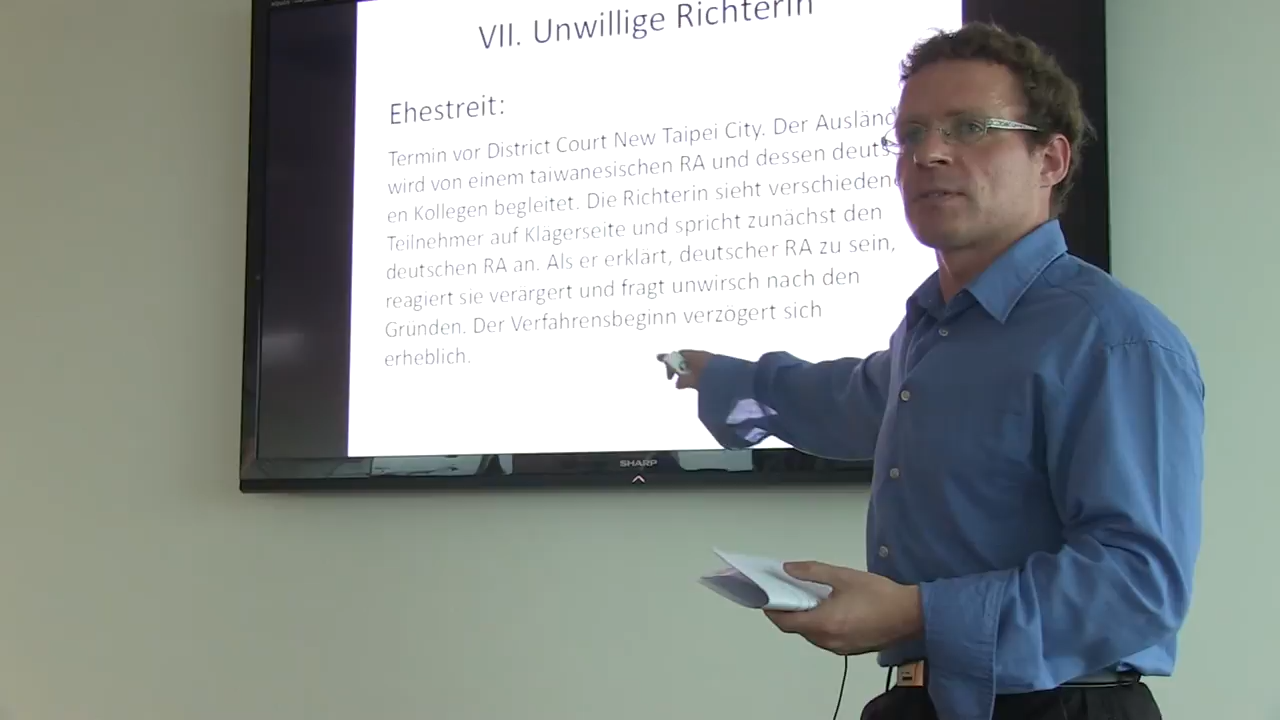 VII. Unwillige Richterin
Ehestreit:
Termin vor District Court New Taipei City. Der Ausländ
wird von einem taiwanesischen RA und dessen deuts
en Kollegen begleitet. Die Richterin sieht verschieden
Teilnehmer auf Klägerseite und spricht zunächst den
deutschen RA an. Als er erklärt, deutscher RA zu sein,
reagiert sie verärgert und fragt unwirsch nach den
Gründen. Der Verfahrensbeginn verzögert sich
erheblich.
SHARP